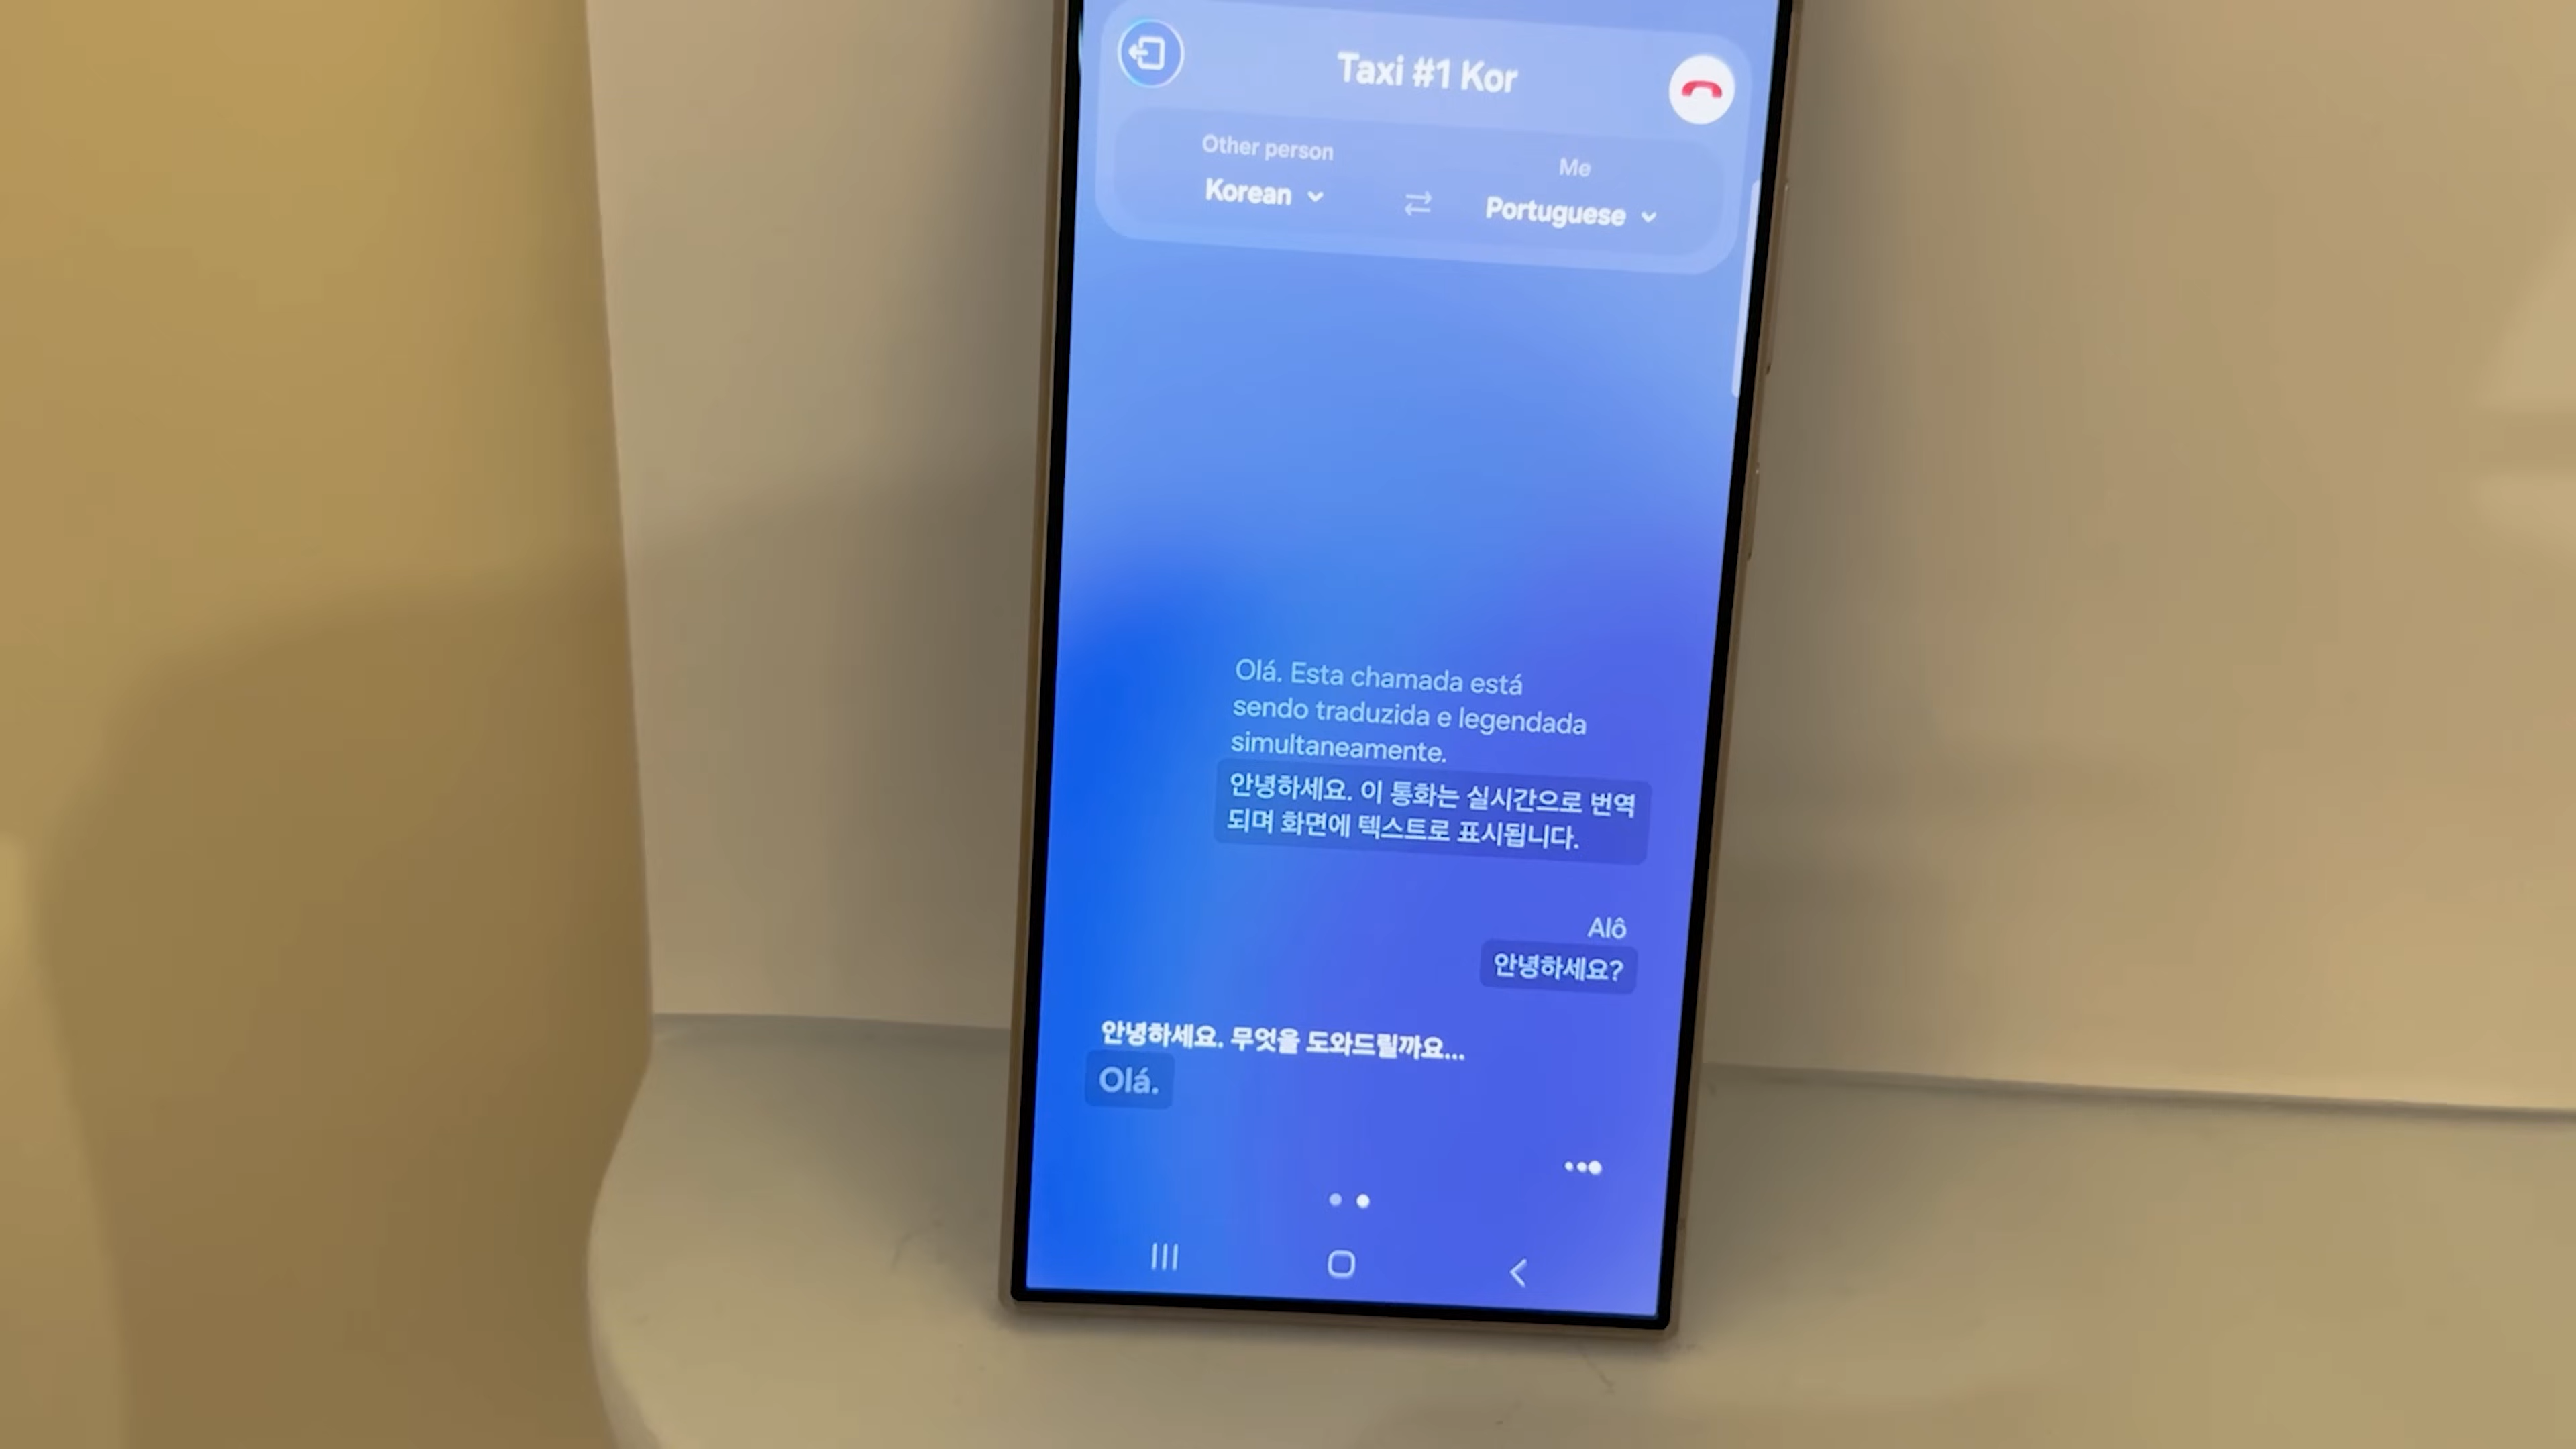 Taxi #1 Kor
Other person
Me
Korean
Portuguese
Olá. Esta chamada está
sendo traduzida e legendada
simultaneamente.
안녕하세요. 이 통화는 실시간으로 번역
되며 화면에 텍스트로 표시됩니다.
Alô
안녕하세요?
안녕하세요. 무엇을 도와드릴까요...
Olá.